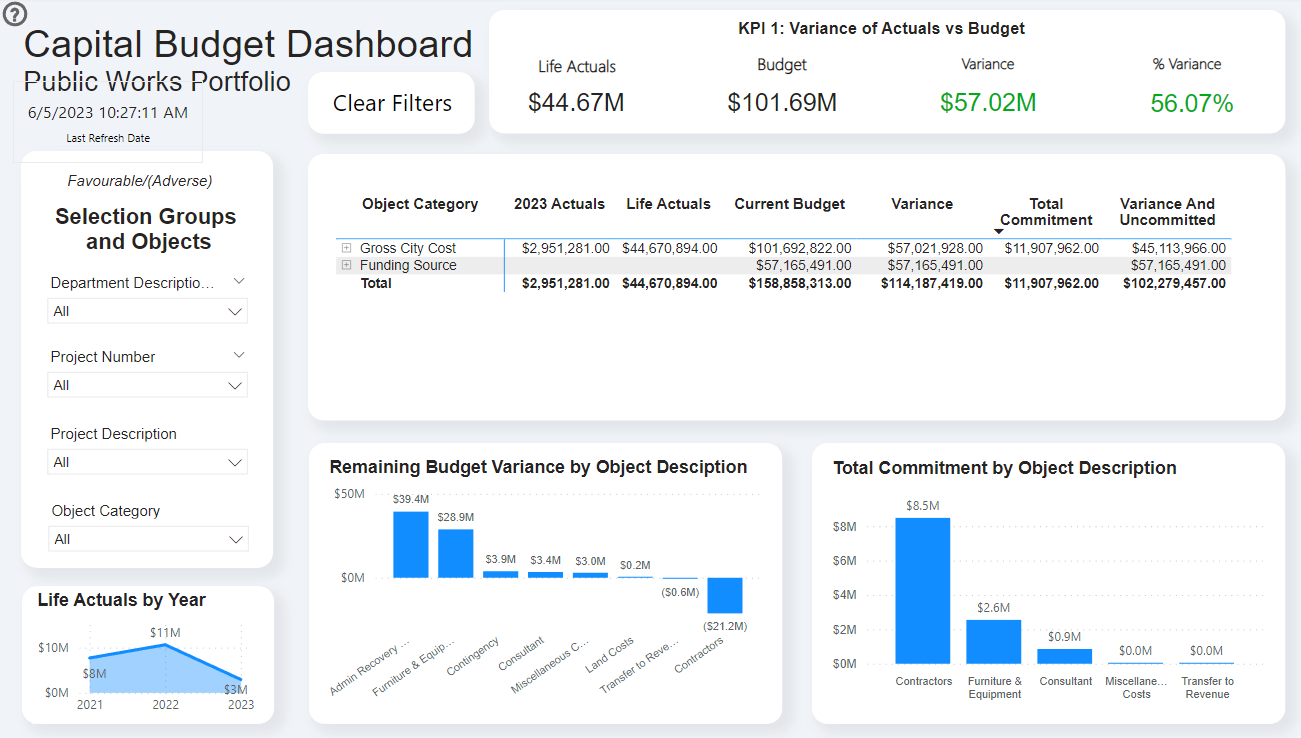 ?
Capital Budget Dashboard
Public Works Portfolio
6/5/2023 10:27:11 AM
Last Refresh Date
Clear Filters
KPI 1: Variance of Actuals vs Budget
Life Actuals Budget Variance % Variance
$44.67M $101.69M $57.02M 56.07%
Favourable/(Adverse)
Selection Groups
and Objects
Department Descriptio...
All
Project Number
All
Project Description
All
Object Category
All
Object Category 2023 Actuals Life Actuals Current Budget Variance Total Commitment Variance And Uncommitted
Gross City Cost $2,951,281.00 $44,670,894.00 $101,692,822.00 $57,021,928.00 $11,907,962.00 $45,113,966.00
Funding Source $57,165,491.00 $57,165,491.00 $57,165,491.00
Total $2,951,281.00 $44,670,894.00 $158,858,313.00 $114,187,419.00 $11,907,962.00 $102,279,457.00
Life Actuals by Year
$10M
$0M
$8M
$11M
$3M
2021 2022 2023
Remaining Budget Variance by Object Desciption
$50M
$0M
$39.4M
$28.9M
$3.9M
$3.4M
$3.0M
$0.2M
($0.6M)
($21.2M)
Admin Recovery ...
Furniture & Equip...
Contingency
Consultant
Miscellaneous C...
Land Costs
Transfer to Reve...
Contractors
Total Commitment by Object Description
$8M
$6M
$4M
$2M
$0M
$8.5M
$2.6M
$0.9M
$0.0M
$0.0M
Contractors
Furniture &
Equipment
Consultant
Miscellane...
Costs
Transfer to
Revenue